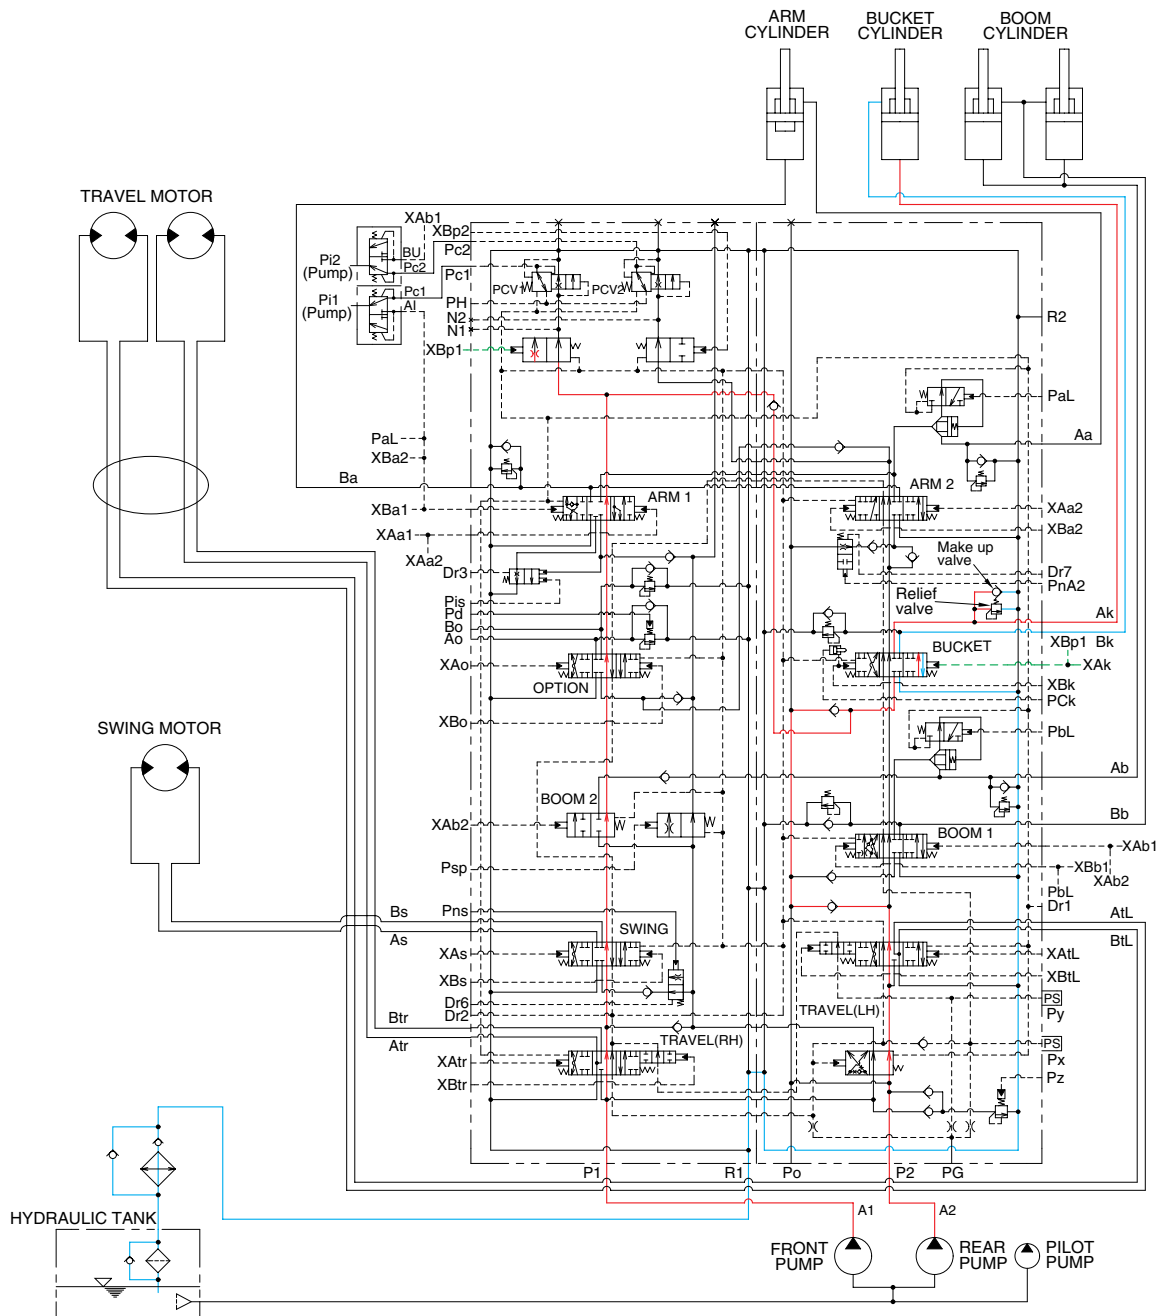 ARM
CYLINDER
BUCKET
CYLINDER
BOOM
CYLINDER
TRAVEL MOTOR
XAb1
XBp2
Pc2
BU
Pc2
Pi2
(Pump)
Pc1
Pc1
Pi1
(Pump)
AI
PCV1
PCV2
PH
N2
N1
R2
XBp1
PaL
PaL
Aa
XBa2
Ba
ARM 1
ARM 2
XBa1
XAa2
XAa1
XBa2
XAa2
Make up
valve
Dr3
Dr7
PnA2
Relief
valve
Pis
Pd
Bo
Ao
Ak
XBp1
Bk
BUCKET
XAo
XAk
OPTION
XBk
PCk
XBo
PbL
SWING MOTOR
Ab
BOOM 2
Bb
XAb2
BOOM 1
XAb1
Psp
XBb1
XAb2
PbL
Dr1
Pns
Bs
AtL
As
SWING
BtL
XAs
XAtL
XBs
XBtL
Dr6
Dr2
PS
Py
TRAVEL(LH)
Btr
Atr
TRAVEL(RH)
PS
Px
XAtr
XBtr
Pz
P1
R1
Po
P2
PG
A1
A2
HYDRAULIC TANK
FRONT
PUMP
REAR
PUMP
PILOT
PUMP